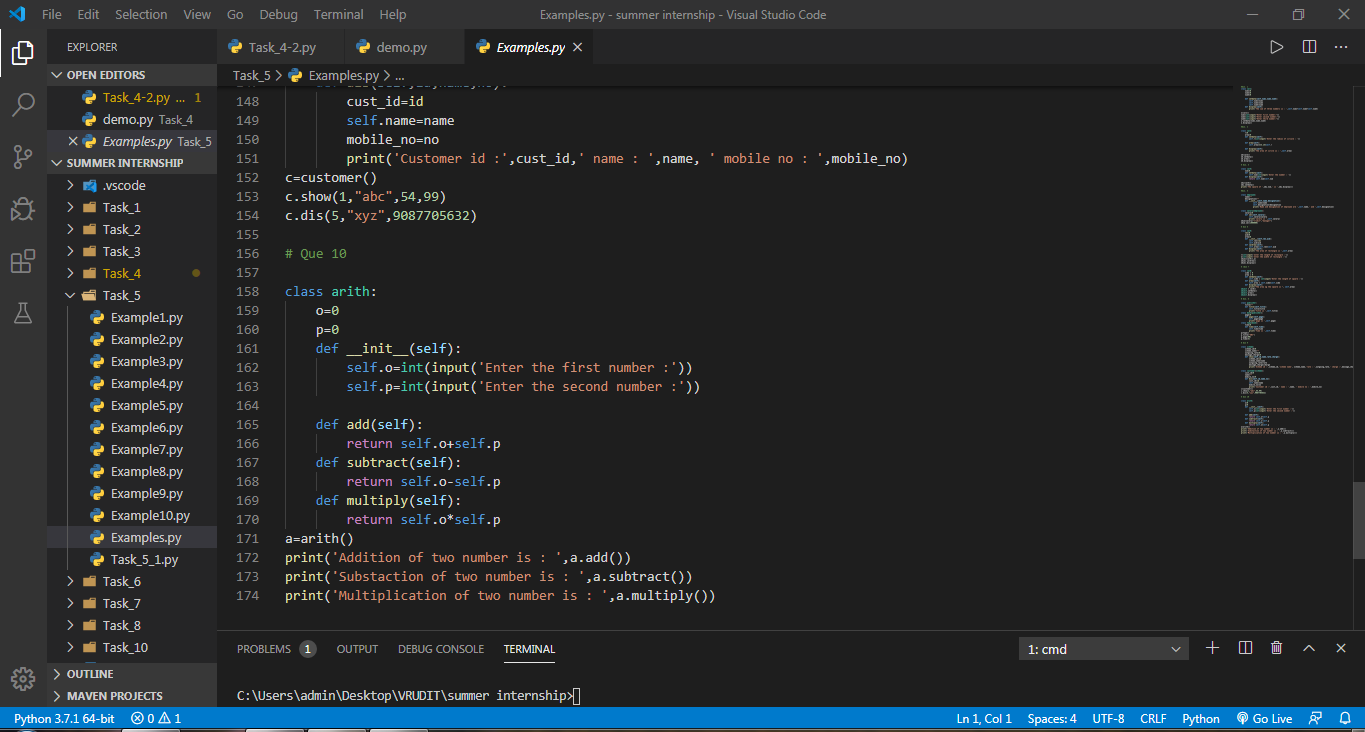 File Edit Selection View Go Debug Terminal Help
Examples.py - summer internship - Visual Studio Code
EXPLORER
OPEN EDITORS
Task_4-2.py ... 1
demo.py Task_4
Examples.py Task_5
SUMMER INTERNSHIP
.vscode
Task_1
Task_2
Task_3
Task_4
Task_5
Example1.py
Example2.py
Example3.py
Example4.py
Example5.py
Example6.py
Example7.py
Example8.py
Example9.py
Example10.py
Examples.py
Task_5_1.py
Task_6
Task_7
Task_8
Task_10
OUTLINE
MAVEN PROJECTS
Task_4-2.py demo.py Examples.py
Task_5 > Examples.py > ...
148 cust_id=id
149 self.name=name
150 mobile_no=no
151 print('Customer id :',cust_id,' name : ',name, ' mobile no : ',mobile_no)
152 c=customer()
153 c.show(1,"abc",54,99)
154 c.dis(5,"xyz",9087705632)
155
156 # Que 10
157
158 class arith:
159 o=0
160 p=0
161 def __init__(self):
162 self.o=int(input('Enter the first number :'))
163 self.p=int(input('Enter the second number :'))
164
165 def add(self):
166 return self.o+self.p
167 def subtract(self):
168 return self.o-self.p
169 def multiply(self):
170 return self.o*self.p
171 a=arith()
172 print('Addition of two number is : ',a.add())
173 print('Substaction of two number is : ',a.subtract())
174 print('Multiplication of two number is : ',a.multiply())
PROBLEMS 1 OUTPUT DEBUG CONSOLE TERMINAL
1: cmd
C:\Users\admin\Desktop\VRUDIT\summer internship>
Python 3.7.1 64-bit 0 1
Ln 1, Col 1 Spaces: 4 UTF-8 CRLF Python Go Live